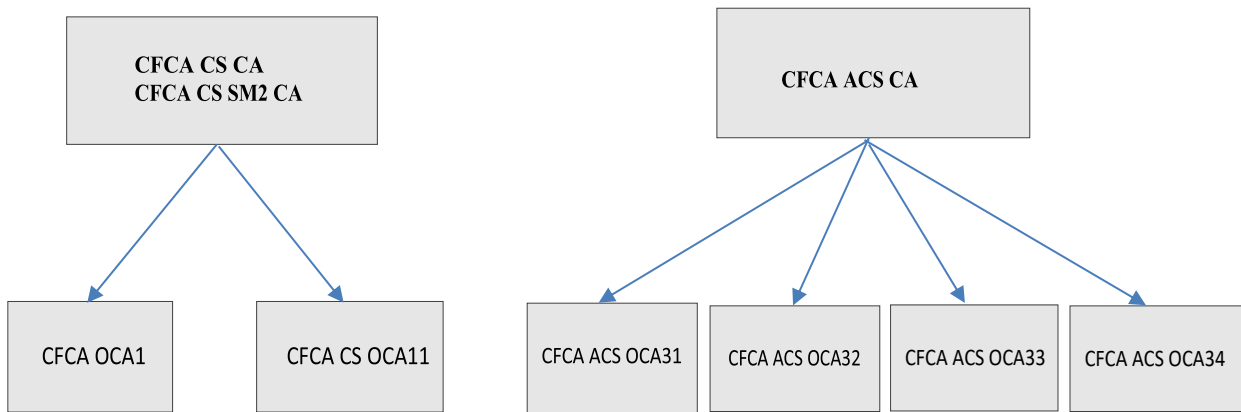 CFCA CS CA
CFCA CS SM2 CA
CFCA ACS CA
CFCA OCA1
CFCA CS OCA11
CFCA ACS OCA31
CFCA ACS OCA32
CFCA ACS OCA33
CFCA ACS OCA34